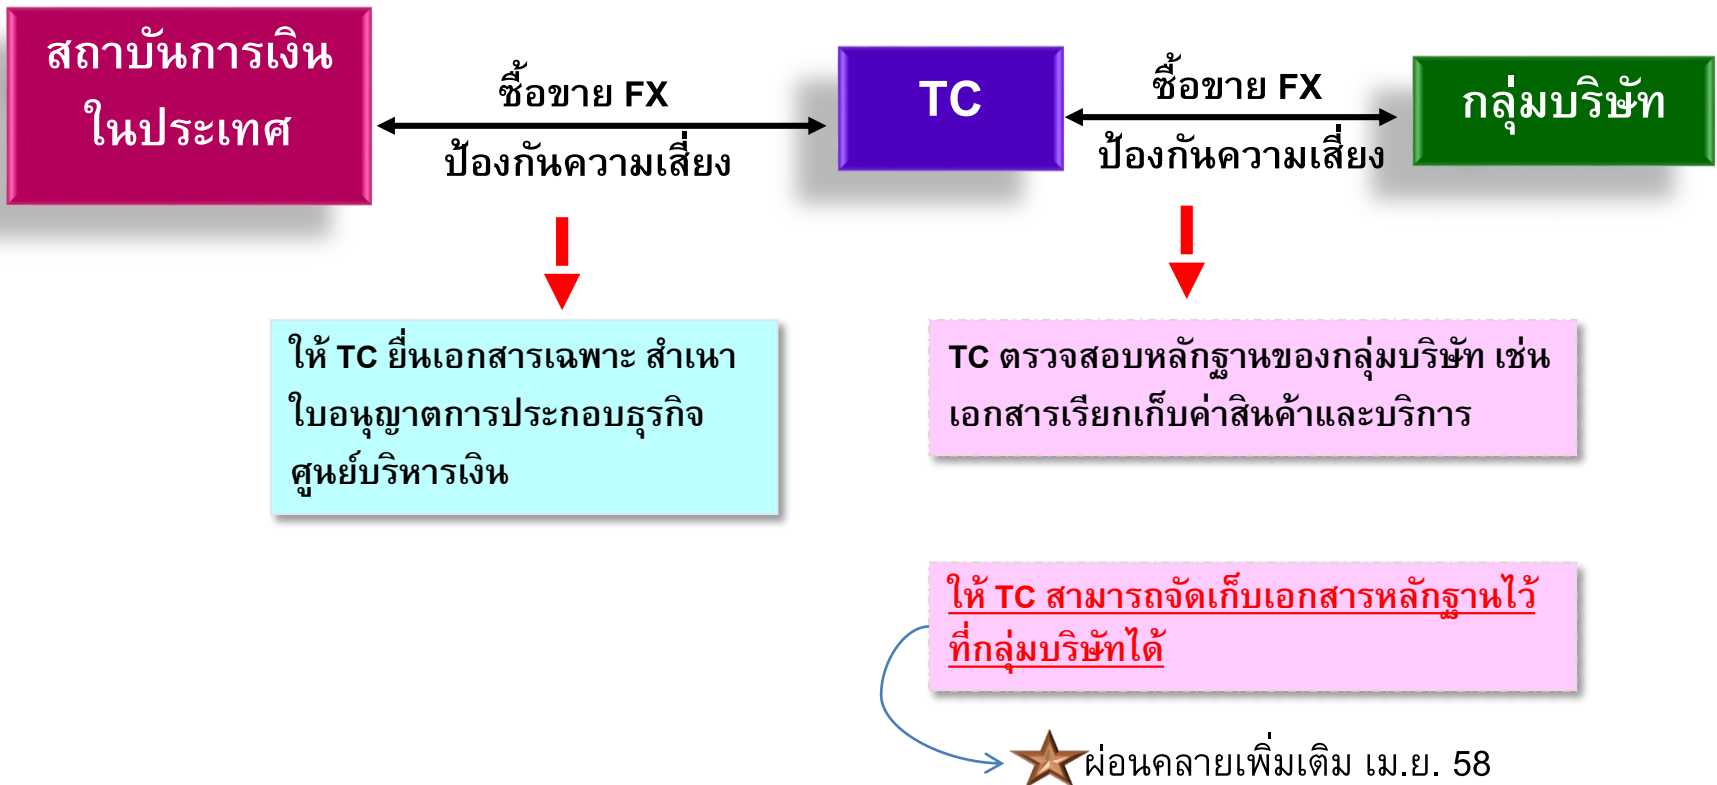 สถาบันการเงิน
ในประเทศ
ซื้อขาย FX
ป้องกันความเสี่ยง
TC
ซื้อขาย FX
ป้องกันความเสี่ยง
กลุ่มบริษัท
ให้ TC ยื่นเอกสารเฉพาะ สำเนา
ใบอนุญาตการประกอบธุรกิจ
ศูนย์บริหารเงิน
TC ตรวจสอบหลักฐานของกลุ่มบริษัท เช่น
เอกสารเรียกเก็บค่าสินค้าและบริการ
ให้ TC สามารถจัดเก็บเอกสารหลักฐานไว้
ที่กลุ่มบริษัทได้
ผ่อนคลายเพิ่มเติม เม.ย. 58